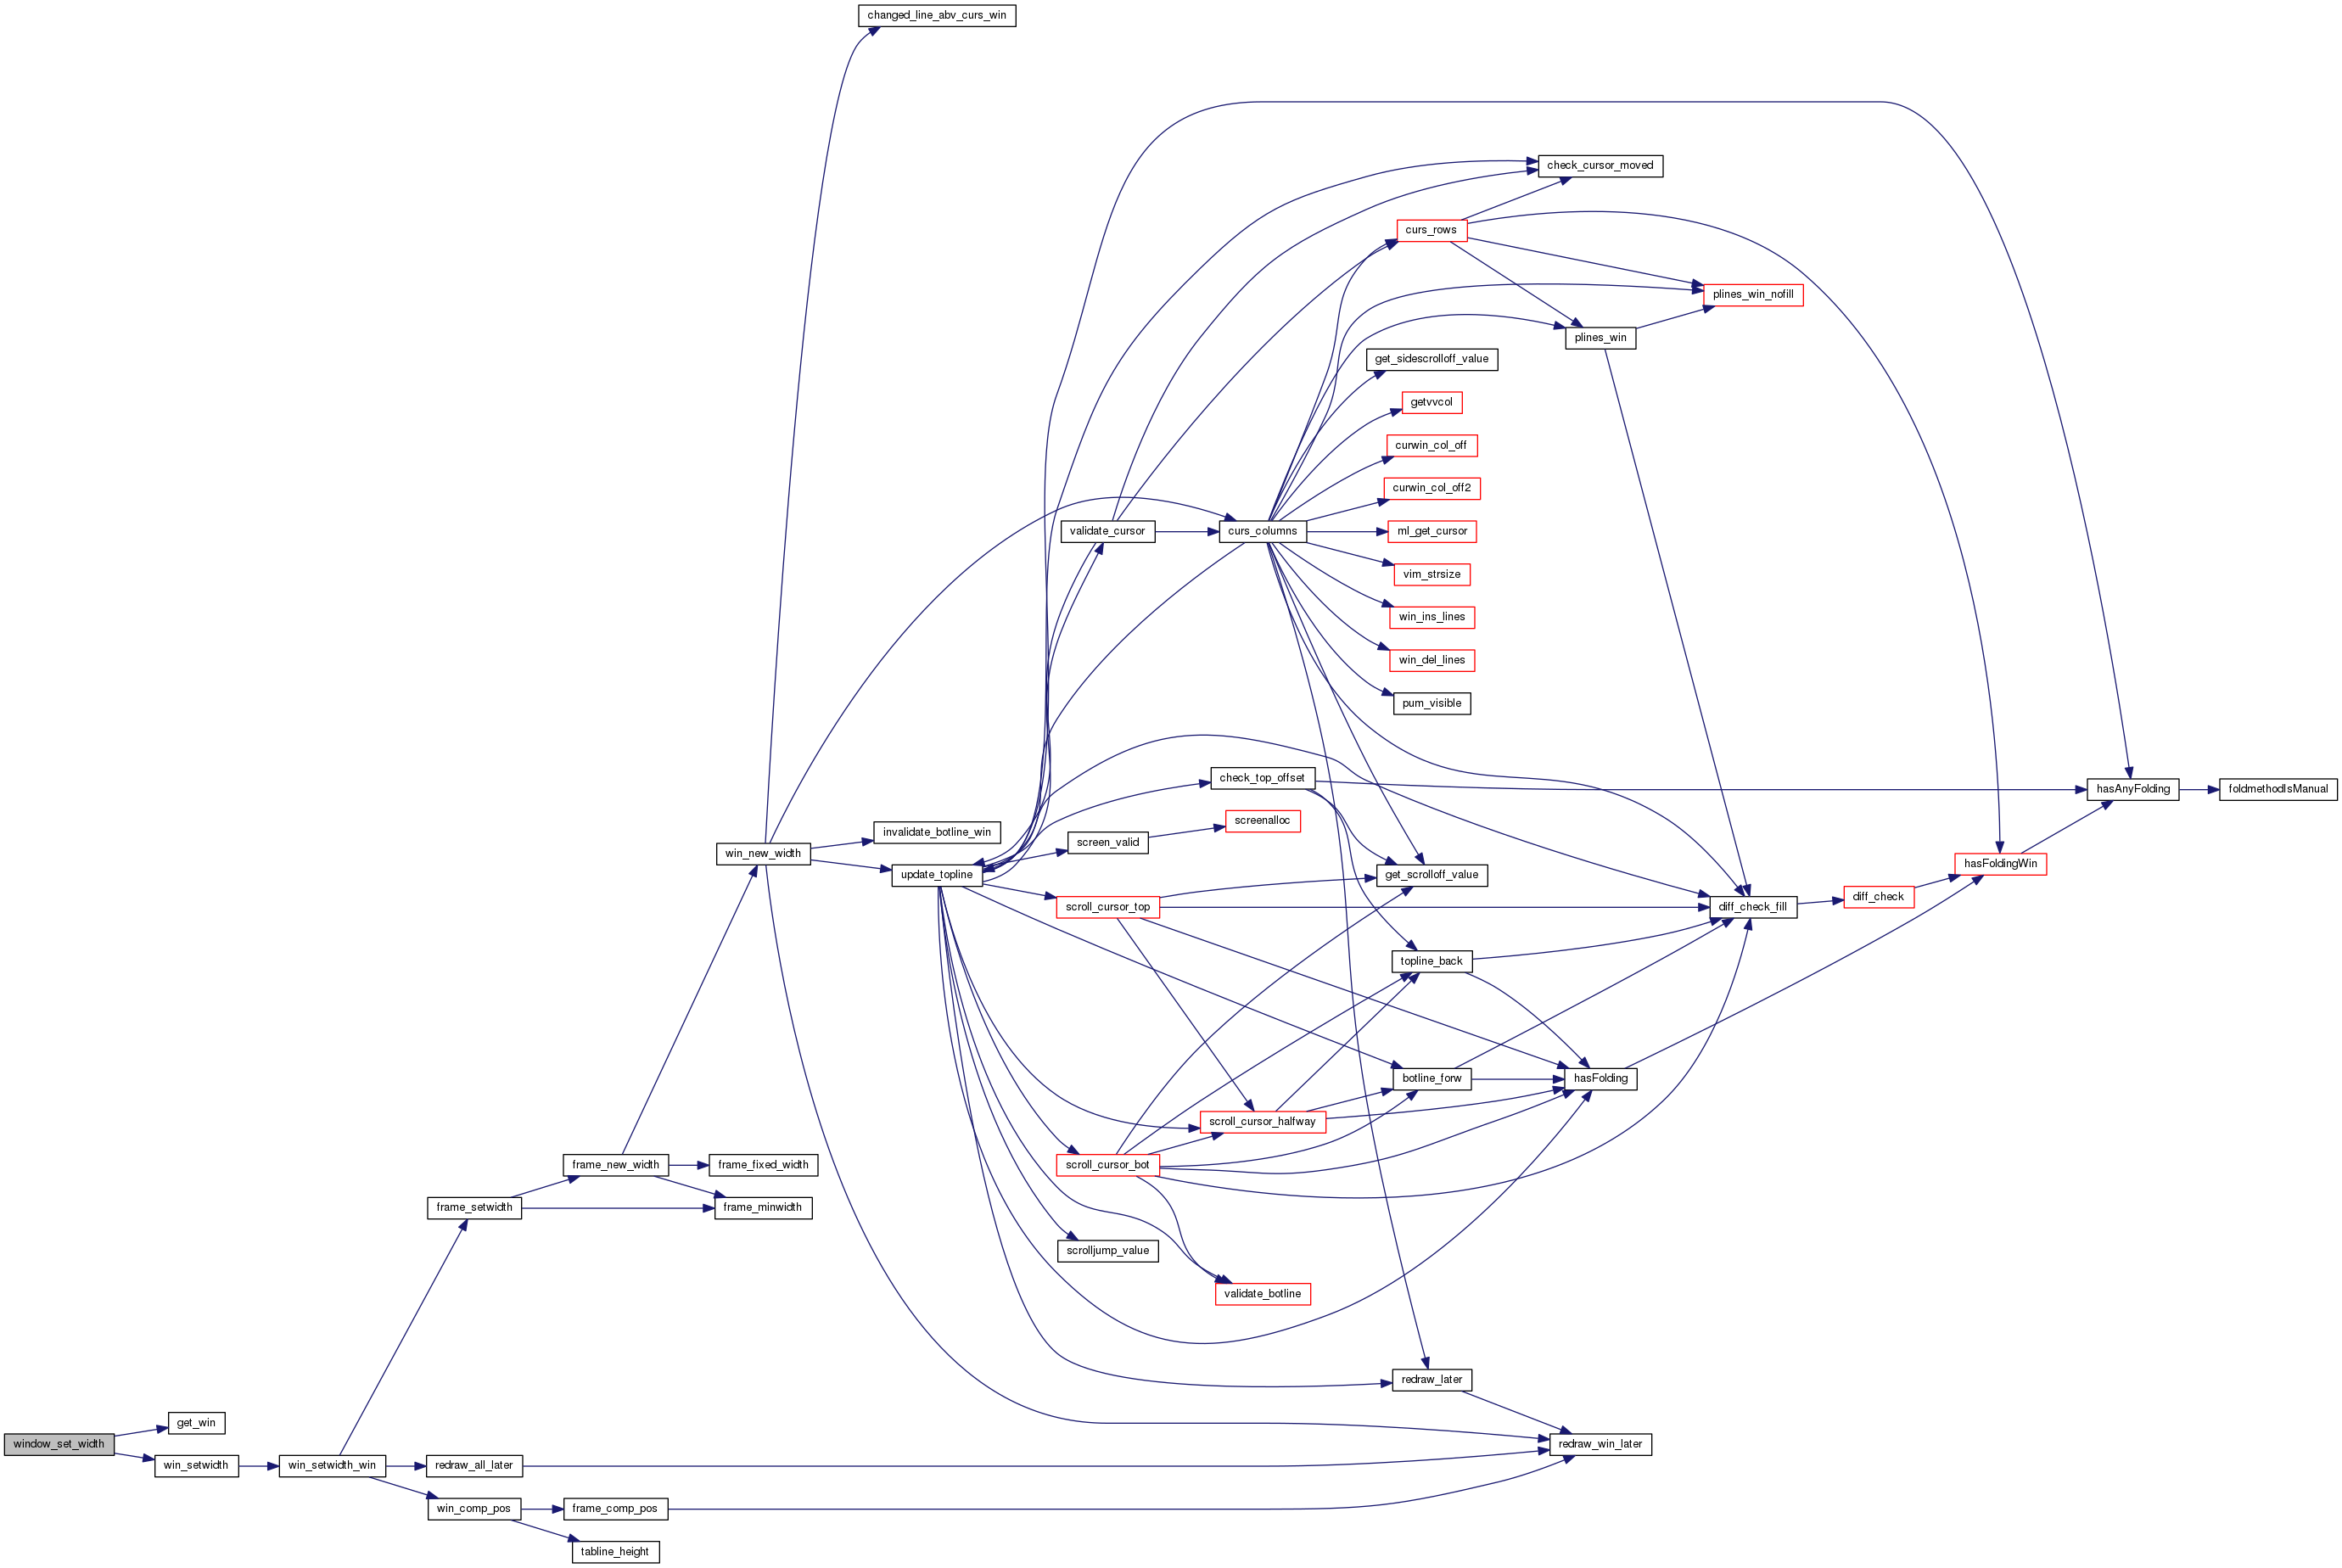 changed_line_abv_curs_win
check_cursor_moved
curs_rows
plines_win_nofill
plines_win
get_sidescrolloff_value
getvvcol
curwin_col_off
curwin_col_off2
validate_cursor
curs_columns
ml_get_cursor
vim_strsize
win_ins_lines
win_del_lines
pum_visible
check_top_offset
hasAnyFolding
foldmethodIsManual
screenalloc
invalidate_botline_win
screen_valid
win_new_width
hasFoldingWin
update_topline
get_scrolloff_value
diff_check
scroll_cursor_top
diff_check_fill
topline_back
botline_forw
hasFolding
scroll_cursor_halfway
frame_new_width
frame_fixed_width
scroll_cursor_bot
frame_setwidth
frame_minwidth
scrolljump_value
validate_botline
redraw_later
get_win
window_set_width
redraw_win_later
win_setwidth
win_setwidth_win
redraw_all_later
win_comp_pos
frame_comp_pos
tabline_height